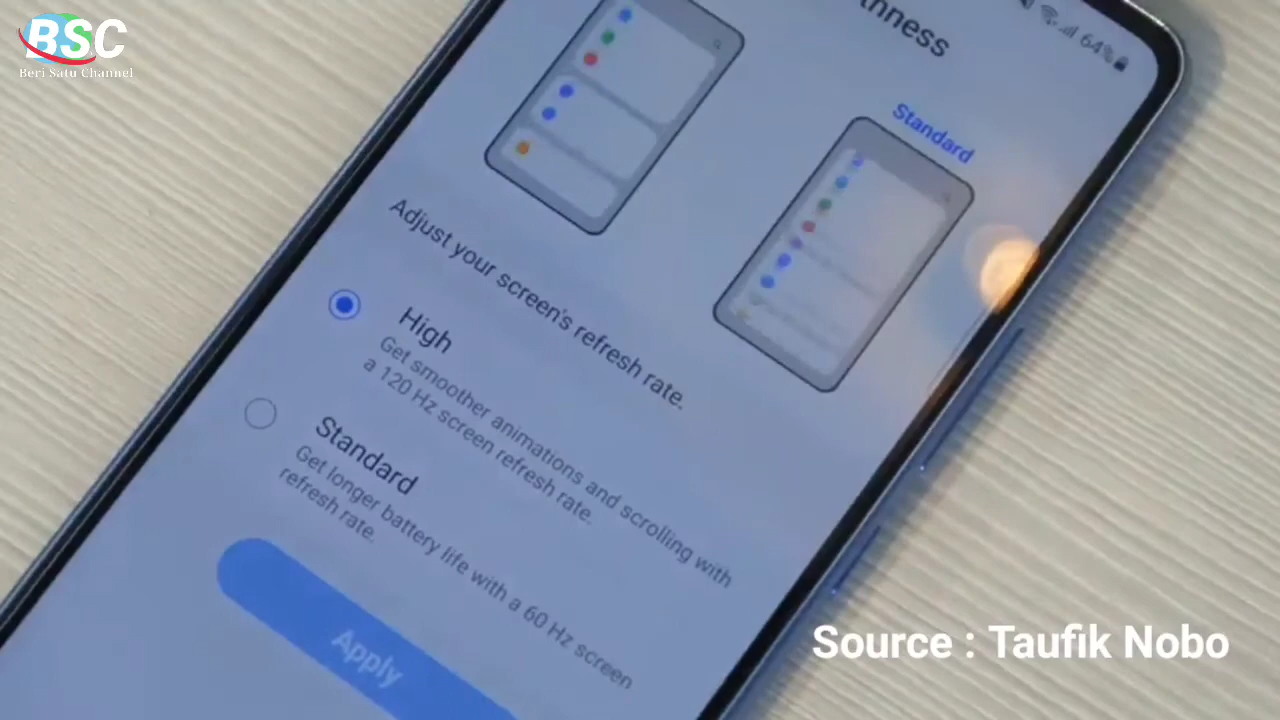 BSC
Beri Satu Channel
64%
Standard
Adjust your screen's refresh rate.
High
Get smoother animations and scrolling with
a 120 Hz screen refresh rate.
Standard
Get longer battery life with a 60 Hz screen
refresh rate.
Apply
Source : Taufik Nobo